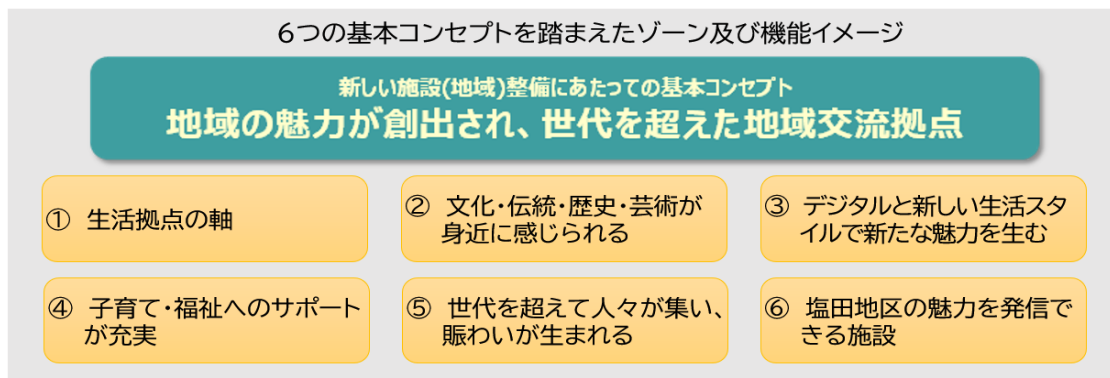 6つの基本コンセプトを踏まえたゾーン及び機能イメージ
新しい施設(地域)整備にあたっての基本コンセプト
地域の魅力が創出され、世代を超えた地域交流拠点
① 生活拠点の軸
② 文化・伝統・歴史・芸術が
身近に感じられる
③ デジタルと新しい生活スタ
イルで新たな魅力を生む
④ 子育て・福祉へのサポート
が充実
⑤ 世代を超えて人々が集い、
賑わいが生まれる
⑥ 塩田地区の魅力を発信で
きる施設